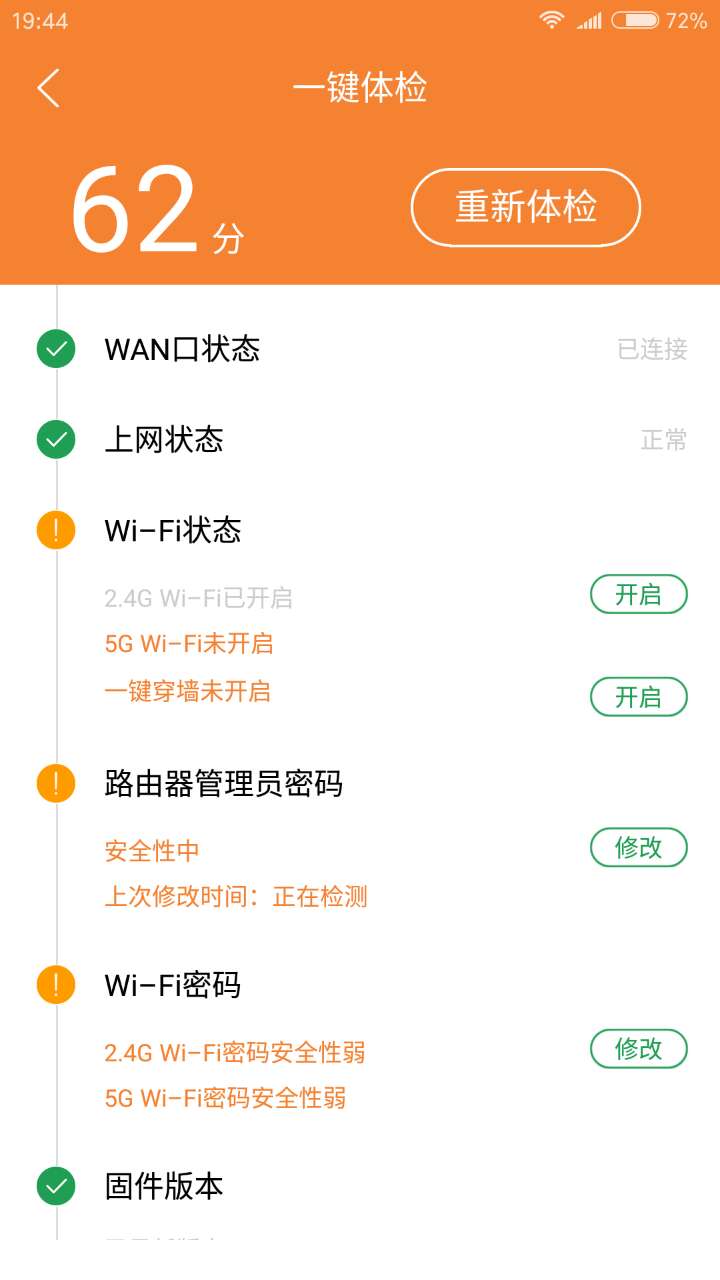 19:44
72%
一键体检
62分
重新体检
WAN口状态
已连接
上网状态
正常
Wi-Fi状态
2.4G Wi-Fi已开启
开启
5G Wi-Fi未开启
一键穿墙未开启
开启
路由器管理员密码
安全性中
修改
上次修改时间：正在检测
Wi-Fi密码
2.4G Wi-Fi密码安全性弱
修改
5G Wi-Fi密码安全性弱
固件版本